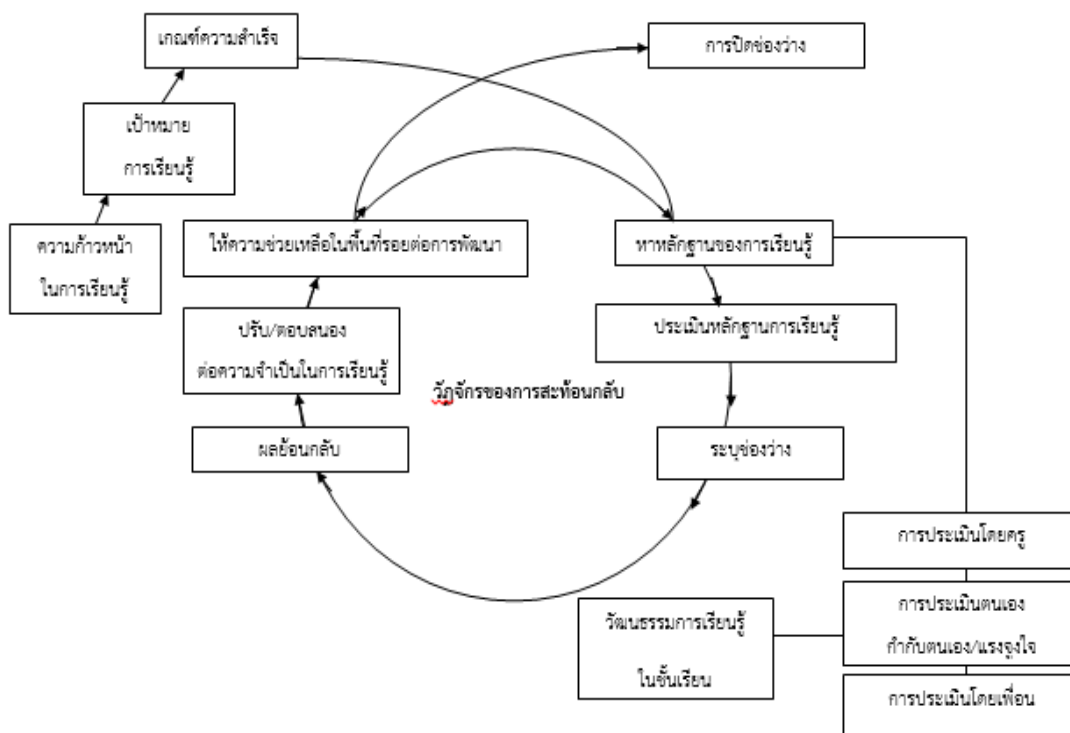 เกณฑ์ความสำเร็จ
การปิดช่องว่าง
เป้าหมาย
การเรียนรู้
ความก้าวหน้า
ในการเรียนรู้
ให้ความช่วยเหลือในพื้นที่รอยต่อการพัฒนา
หาหลักฐานของการเรียนรู้
ปรับ/ตอบสนอง
ต่อความจำเป็นในการเรียนรู้
ประเมินหลักฐานการเรียนรู้
วัฏจักรของการสะท้อนกลับ
ผลย้อนกลับ
ระบุช่องว่าง
การประเมินโดยครู
การประเมินตนเอง
กำกับตนเอง/แรงจูงใจ
วัฒนธรรมการเรียนรู้
ในชั้นเรียน
การประเมินโดยเพื่อน